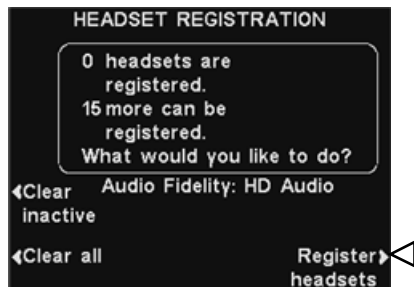 HEADSET REGISTRATION
0 headsets are
registered.
15 more can be
registered.
What would you like to do?
Audio Fidelity: HD Audio
Clear
inactive
Clear all
Register
headsets